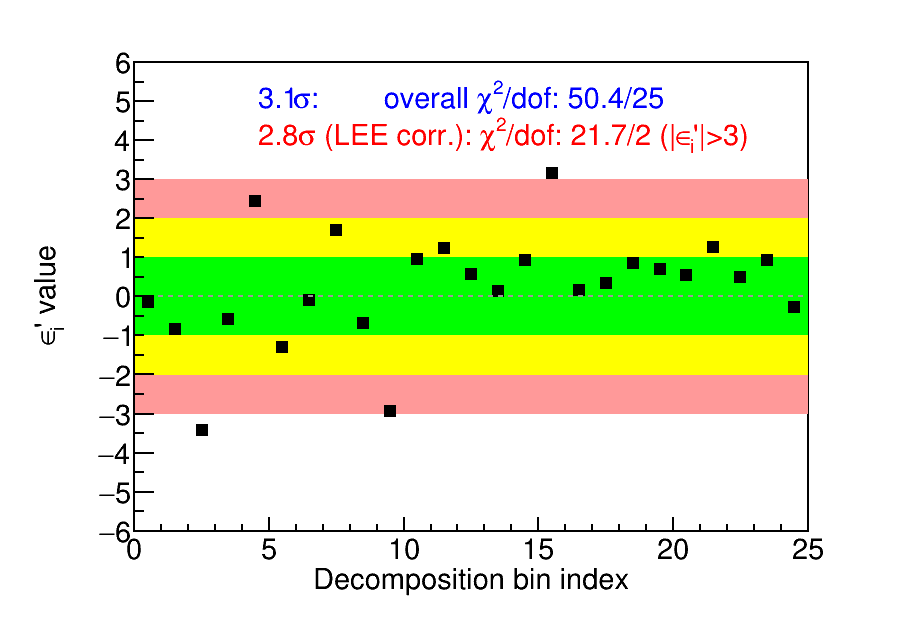 3.1σ: overall χ²/dof: 50.4/25
2.8σ (LEE corr.): χ²/dof: 21.7/2 (|ϵᵢ'|>3)
6
5
4
3
2
1
0
−1
−2
−3
−4
−5
−6
ϵᵢ' value
0 5 10 15 20 25
Decomposition bin index